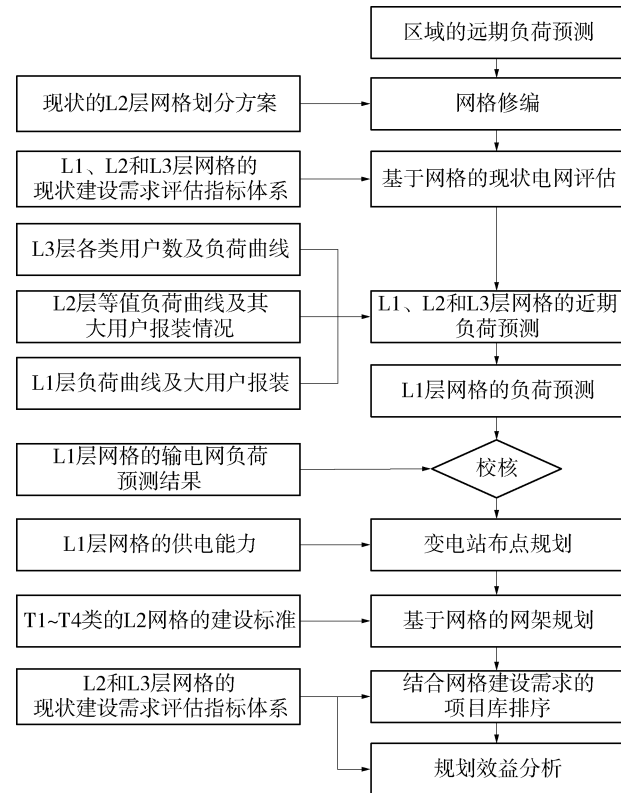 区域的远期负荷预测
现状的L2层网格划分方案
网格修编
L1、L2和L3层网格的
现状建设需求评估指标体系
基于网格的现状电网评估
L3层各类用户数及负荷曲线
L2层等值负荷曲线及其
大用户报装情况
L1、L2和L3层网格的近期
负荷预测
L1层负荷曲线及大用户报装
L1层网格的负荷预测
L1层网格的输电网负荷
预测结果
校核
L1层网格的供电能力
变电站布点规划
T1~T4类的L2网格的建设标准
基于网格的网架规划
L2和L3层网格的
现状建设需求评估指标体系
结合网格建设需求的
项目库排序
规划效益分析